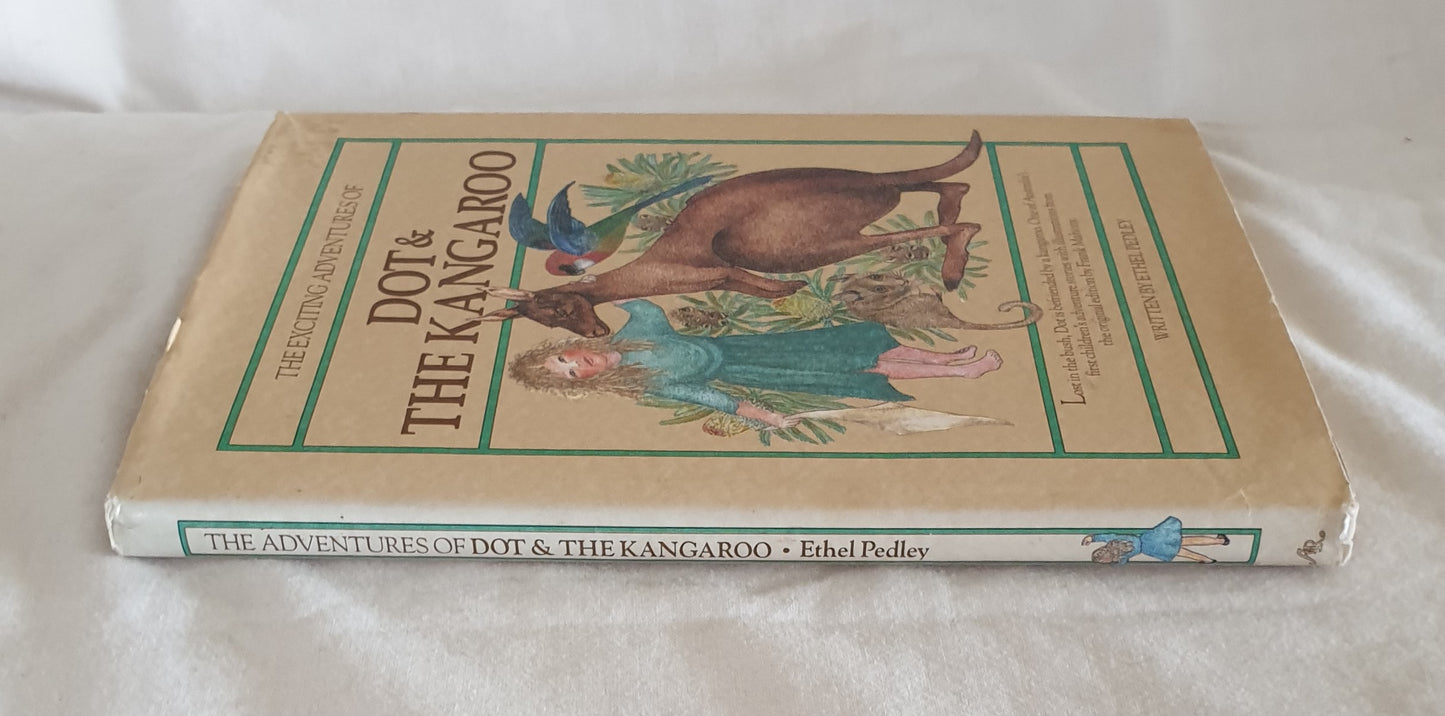 THE EXCITING ADVENTURES OF
DOT &
THE KANGAROO
Lost in the bush, Dot is befriended by a kangaroo. One of Australia's
first children's adventure stories with illustrations from
the original edition by Frank Mahony.
WRITTEN BY ETHEL PEDLEY
THE ADVENTURES OF DOT & THE KANGAROO • Ethel Pedley